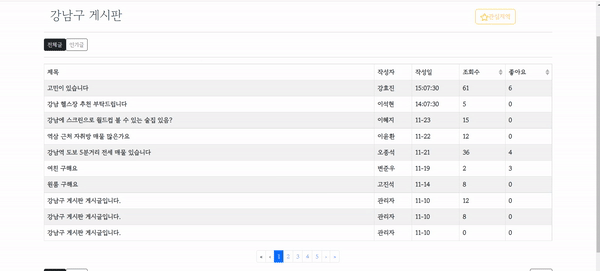 강남구 게시판
관심지역
전체글 인기글
제목 작성자 작성일 조회수 좋아요
고민이 있습니다 강효진 15:07:30 61 6
강남 헬스장 추천 부탁드립니다 이석현 14:07:30 5 0
강남에 스크린으로 월드컵 볼 수 있는 술집 있음? 이혜지 11-23 15 0
역삼 근처 자취방 매물 많은가요 이윤환 11-22 12 0
강남역 도보 5분거리 전세 매물 있습니다 오종석 11-21 36 4
여친 구해요 변준우 11-19 2 3
원룸 구해요 고진석 11-14 8 0
강남구 게시판 게시글입니다. 관리자 11-10 12 0
강남구 게시판 게시글입니다. 관리자 11-10 8 0
강남구 게시판 게시글입니다. 관리자 11-10 0 0
« ‹ 1 2 3 4 5 › »